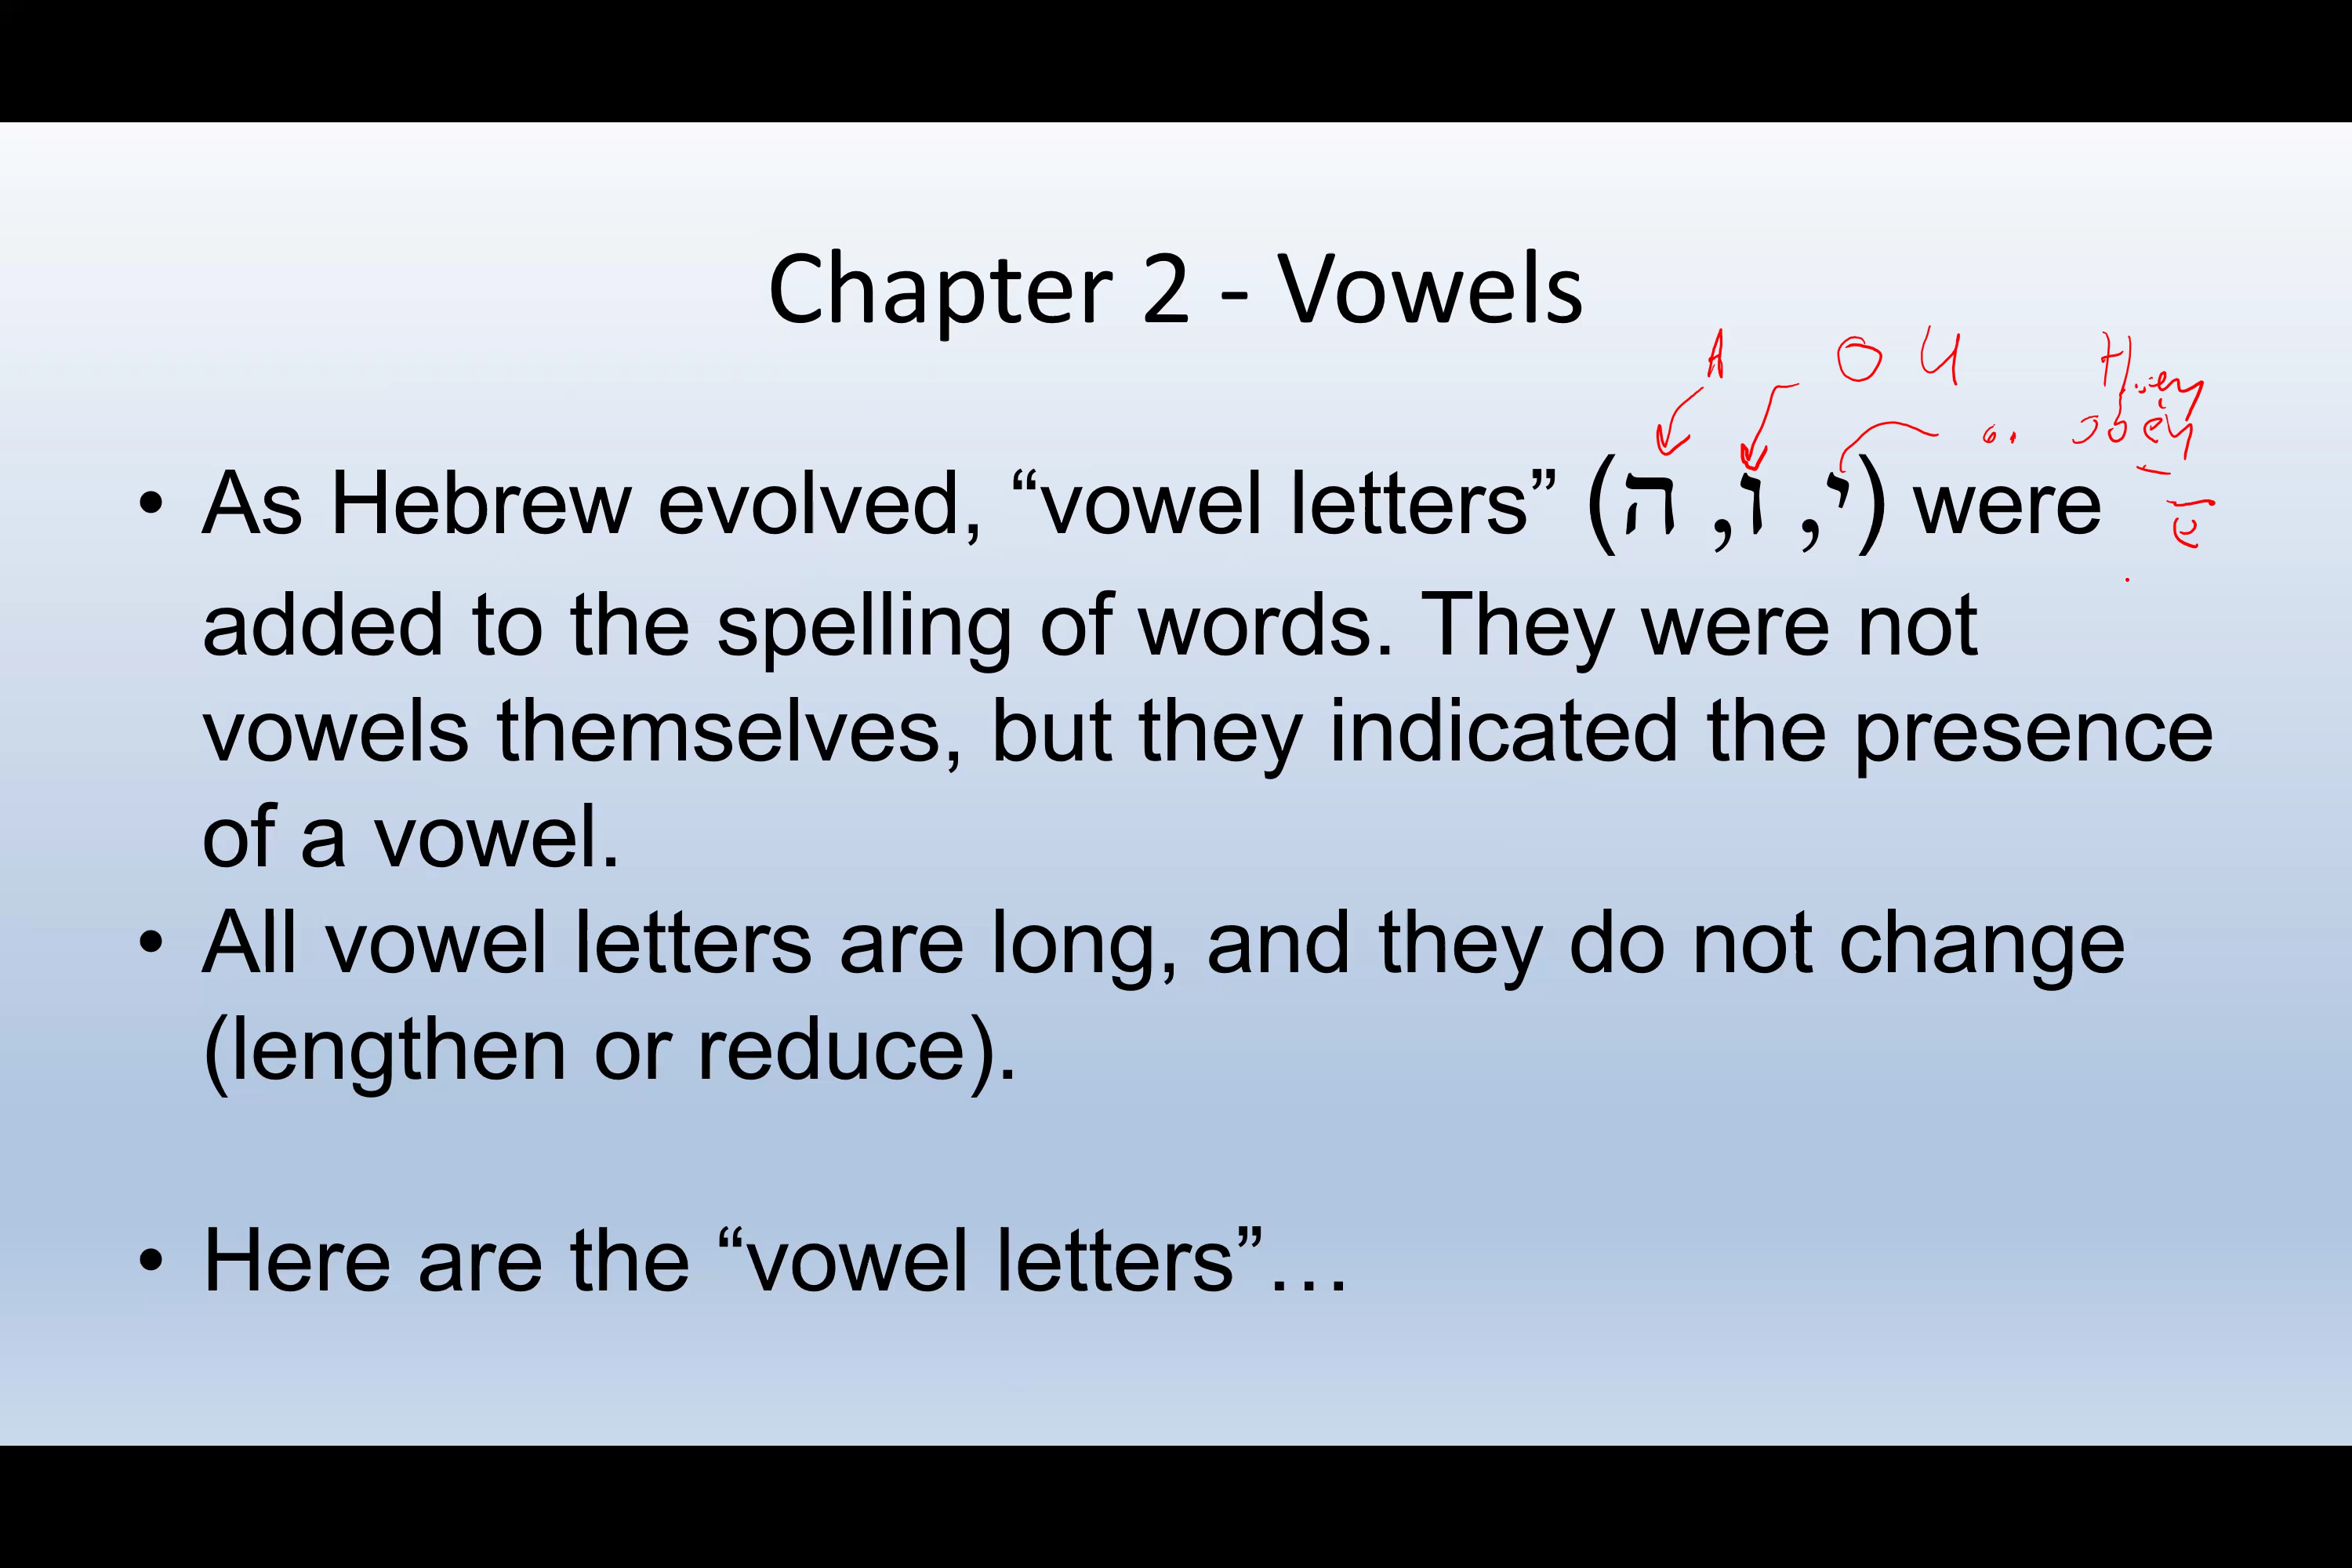 Chapter 2 - Vowels
A O U
They
obey
• As Hebrew evolved, “vowel letters” (ה ,ו ,י) were
e
added to the spelling of words. They were not
vowels themselves, but they indicated the presence
of a vowel.
• All vowel letters are long, and they do not change
(lengthen or reduce).
• Here are the “vowel letters”…